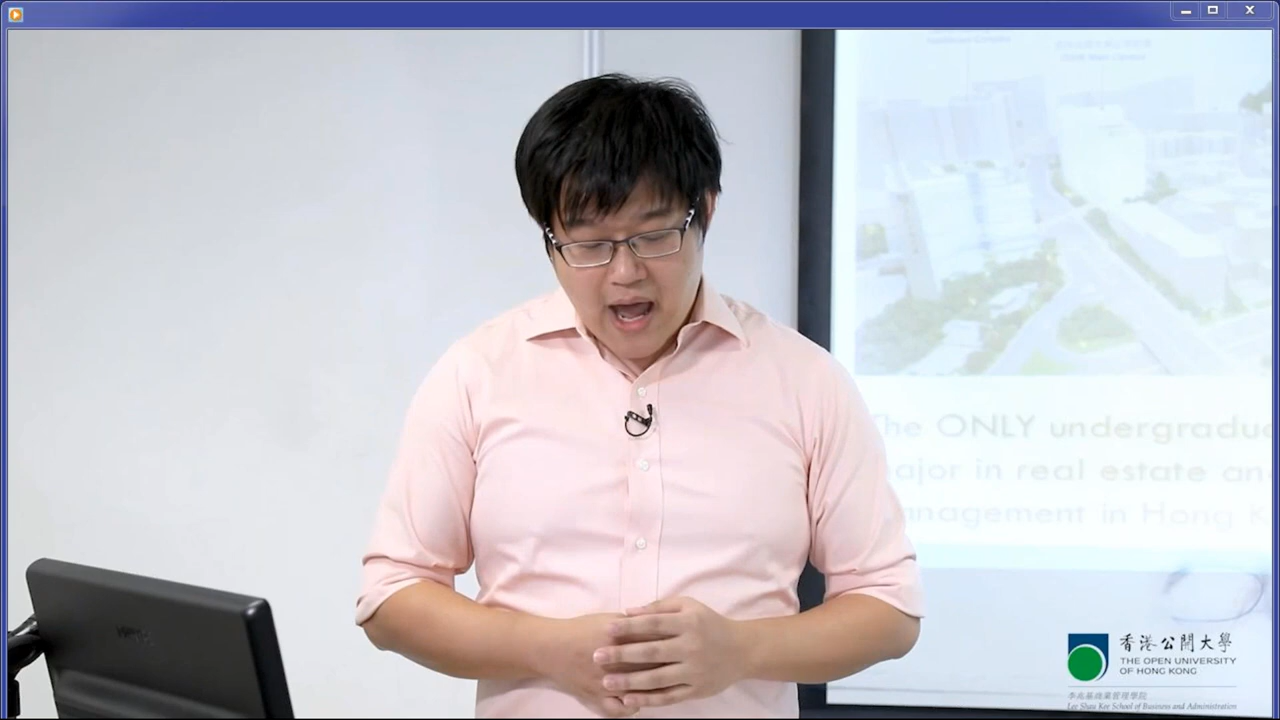 The ONLY undergradu
major in real estate an
management in Hong K
香港公開大學
THE OPEN UNIVERSITY
OF HONG KONG
李兆基商業管理學院
Lee Shau Kee School of Business and Administration